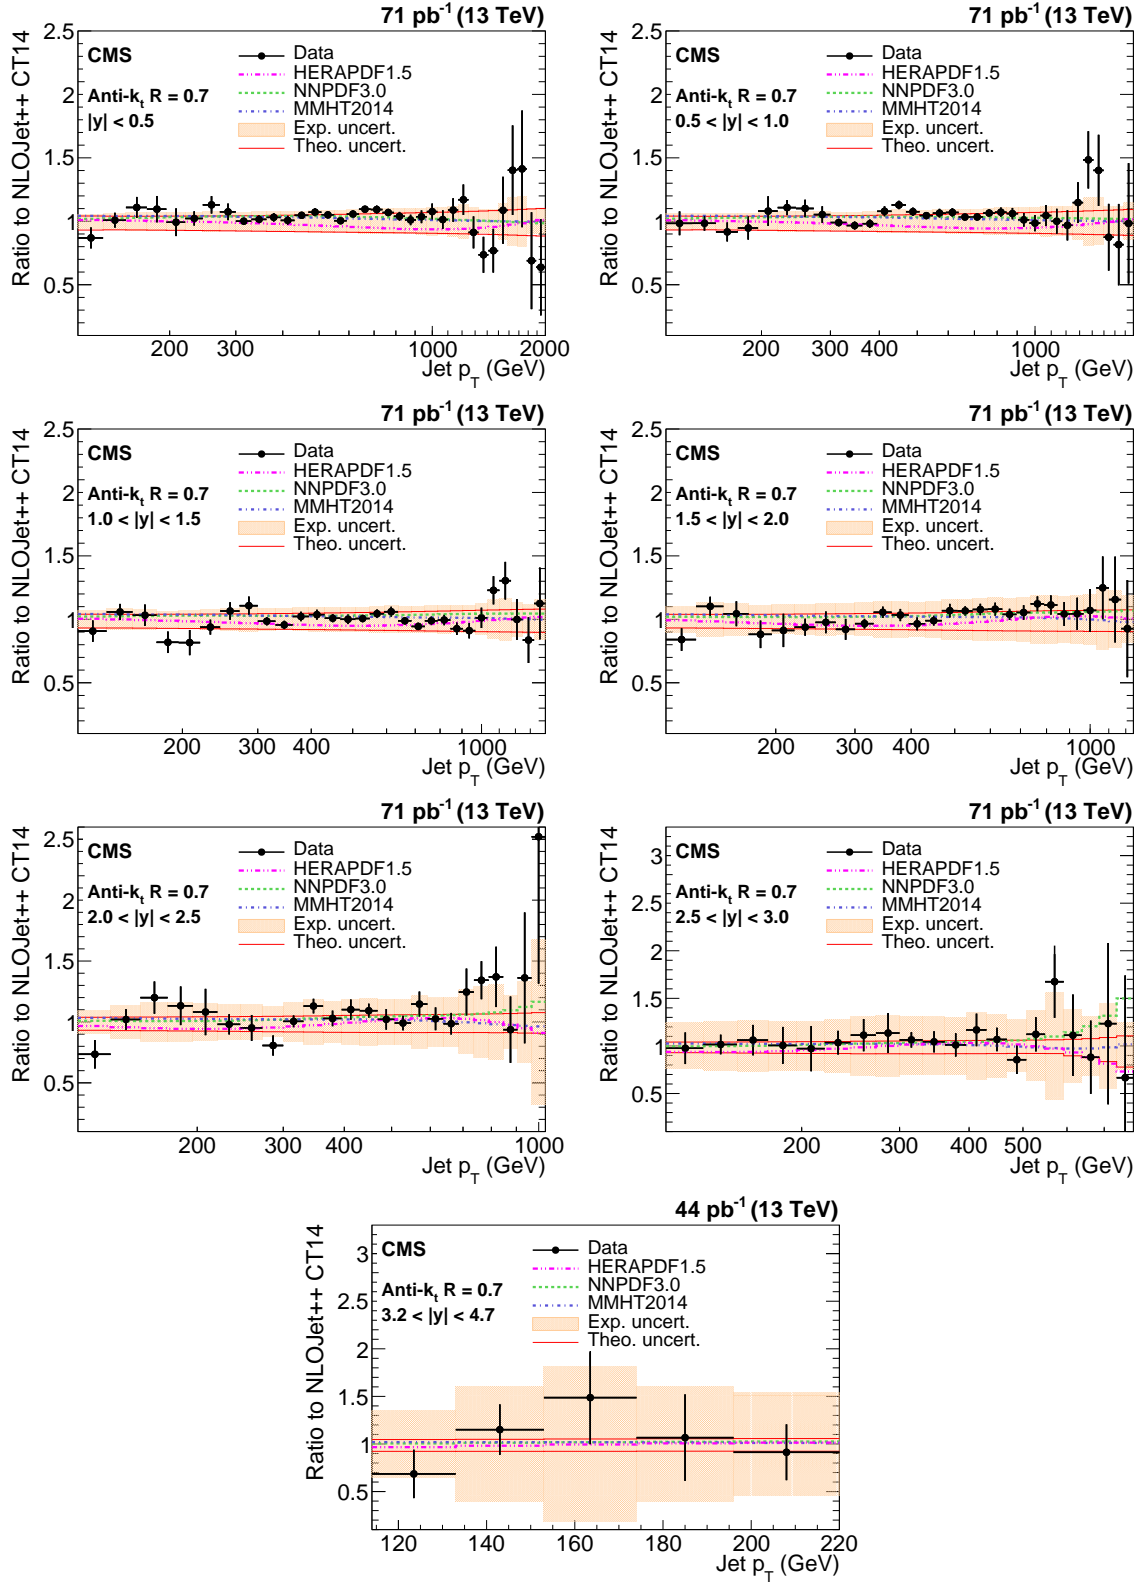 71 pb-1 (13 TeV)
Ratio to NLOJet++ CT14
2.5
2
1.5
1
0.5
CMS
Anti-kt R = 0.7
|y| < 0.5
Data
HERAPDF1.5
NNPDF3.0
MMHT2014
Exp. uncert.
Theo. uncert.
200 300 1000 2000
Jet pT (GeV)
71 pb-1 (13 TeV)
Ratio to NLOJet++ CT14
2.5
2
1.5
1
0.5
CMS
Anti-kt R = 0.7
0.5 < |y| < 1.0
Data
HERAPDF1.5
NNPDF3.0
MMHT2014
Exp. uncert.
Theo. uncert.
200 300 400 1000
Jet pT (GeV)
71 pb-1 (13 TeV)
Ratio to NLOJet++ CT14
2.5
2
1.5
1
0.5
CMS
Anti-kt R = 0.7
1.0 < |y| < 1.5
Data
HERAPDF1.5
NNPDF3.0
MMHT2014
Exp. uncert.
Theo. uncert.
200 300 400 1000
Jet pT (GeV)
71 pb-1 (13 TeV)
Ratio to NLOJet++ CT14
2.5
2
1.5
1
0.5
CMS
Anti-kt R = 0.7
1.5 < |y| < 2.0
Data
HERAPDF1.5
NNPDF3.0
MMHT2014
Exp. uncert.
Theo. uncert.
200 300 400 1000
Jet pT (GeV)
71 pb-1 (13 TeV)
Ratio to NLOJet++ CT14
2.5
2
1.5
1
0.5
CMS
Anti-kt R = 0.7
2.0 < |y| < 2.5
Data
HERAPDF1.5
NNPDF3.0
MMHT2014
Exp. uncert.
Theo. uncert.
200 300 400 1000
Jet pT (GeV)
71 pb-1 (13 TeV)
Ratio to NLOJet++ CT14
3
2.5
2
1.5
1
0.5
CMS
Anti-kt R = 0.7
2.5 < |y| < 3.0
Data
HERAPDF1.5
NNPDF3.0
MMHT2014
Exp. uncert.
Theo. uncert.
200 300 400 500
Jet pT (GeV)
44 pb-1 (13 TeV)
Ratio to NLOJet++ CT14
3
2.5
2
1.5
1
0.5
CMS
Anti-kt R = 0.7
3.2 < |y| < 4.7
Data
HERAPDF1.5
NNPDF3.0
MMHT2014
Exp. uncert.
Theo. uncert.
120 140 160 180 200 220
Jet pT (GeV)